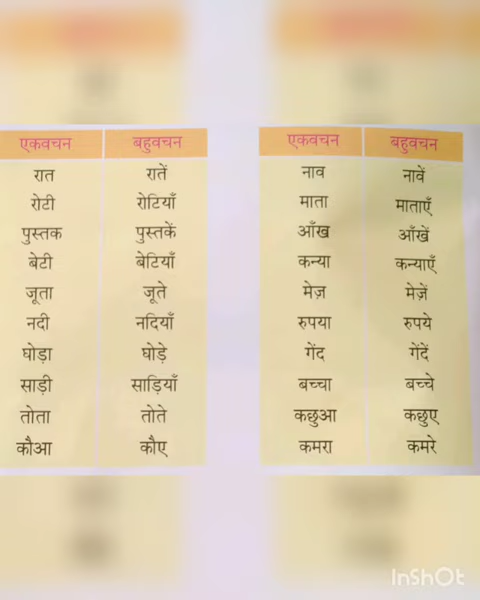 एकवचन बहुवचन
रात रातें
रोटी रोटियाँ
पुस्तक पुस्तकें
बेटी बेटियाँ
जूता जूते
नदी नदियाँ
घोड़ा घोड़े
साड़ी साड़ियाँ
तोता तोते
कौआ कौए
एकवचन बहुवचन
नाव नावें
माता माताएँ
आँख आँखें
कन्या कन्याएँ
मेज़ मेज़ें
रुपया रुपये
गेंद गेंदें
बच्चा बच्चे
कछुआ कछुए
कमरा कमरे
InShOt